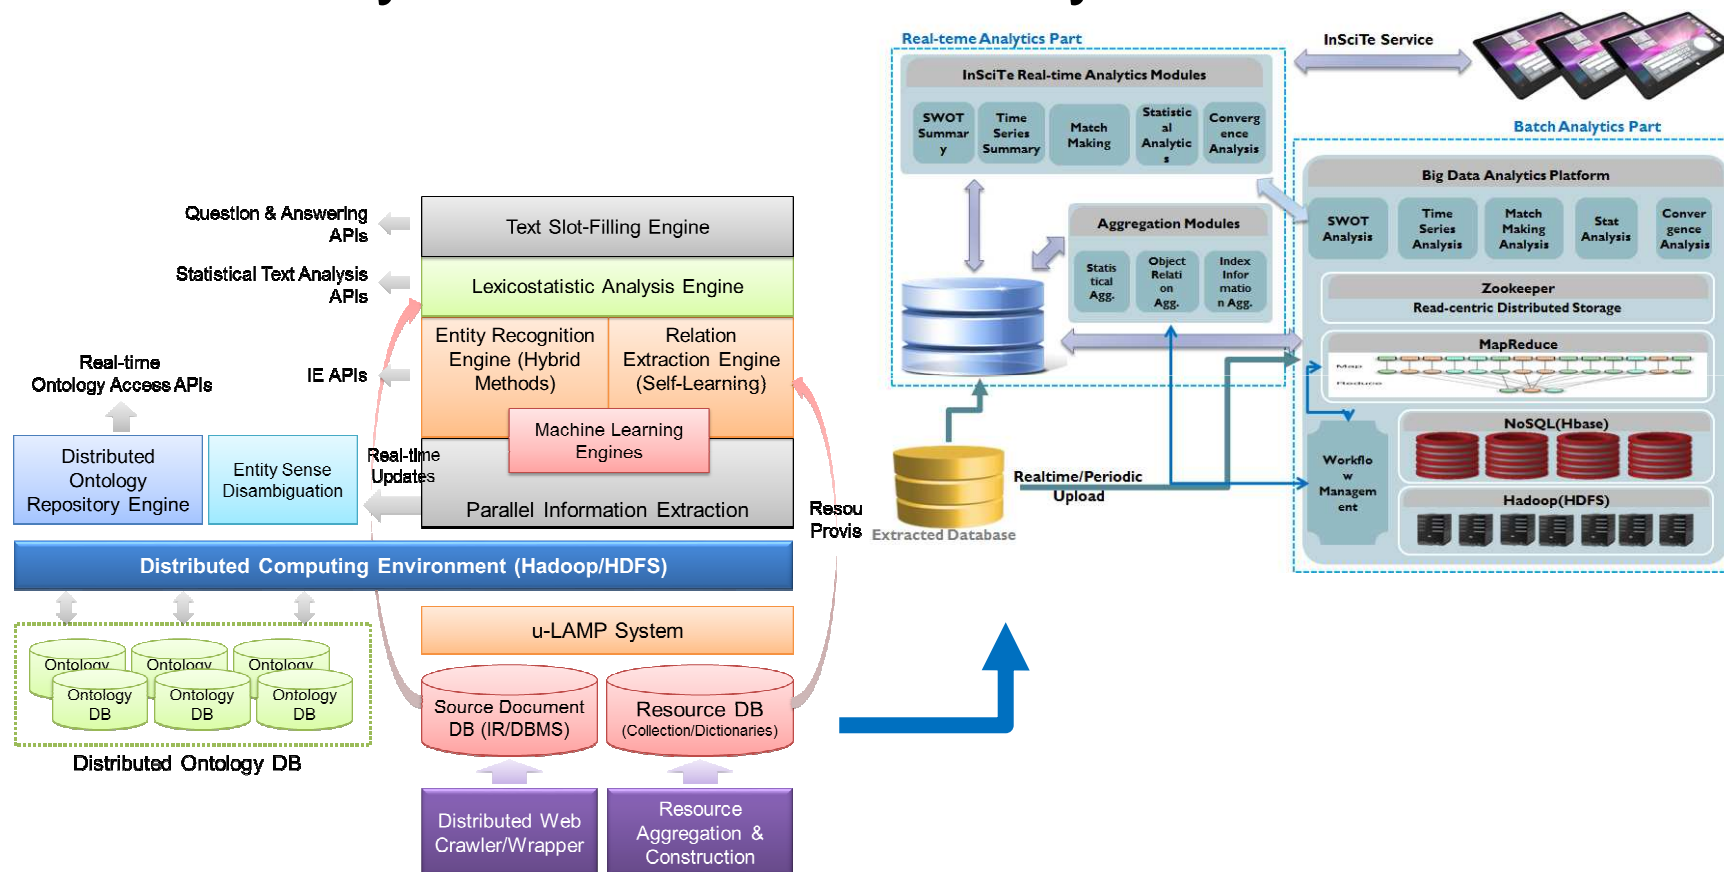 Real-teme Analytics Part
InSciTe Service
InSciTe Real-time Analytics Modules
SWOT
Summar
y
Time
Series
Summary
Match
Making
Statistic
al
Analytic
s
Converg
ence
Analysis
Batch Analytics Part
Big Data Analytics Platform
SWOT
Analysis
Time
Series
Analysis
Match
Making
Analysis
Stat
Analysis
Conver
gence
Analysis
Aggregation Modules
Statis
tical
Agg.
Object
Relati
on
Agg.
Index
Infor
matio
n Agg.
Zookeeper
Read-centric Distributed Storage
MapReduce
Map
Reduce
NoSQL(Hbase)
Hadoop(HDFS)
Workflo
w
Managem
ent
Realtime/Periodic
Upload
Extracted Database
Question & Answering
APIs
Text Slot-Filling Engine
Statistical Text Analysis
APIs
Lexicostatistic Analysis Engine
Entity Recognition
Engine (Hybrid
Methods)
Relation
Extraction Engine
(Self-Learning)
IE APIs
Real-time
Ontology Access APIs
Machine Learning
Engines
Distributed
Ontology
Repository Engine
Entity Sense
Disambiguation
Real-time
Updates
Parallel Information Extraction
Resou
Provis
Distributed Computing Environment (Hadoop/HDFS)
u-LAMP System
Ontology
Ontology
Ontology
Ontology
DB
Ontology
DB
Ontology
DB
Distributed Ontology DB
Source Document
DB (IR/DBMS)
Resource DB
(Collection/Dictionaries)
Distributed Web
Crawler/Wrapper
Resource
Aggregation &
Construction